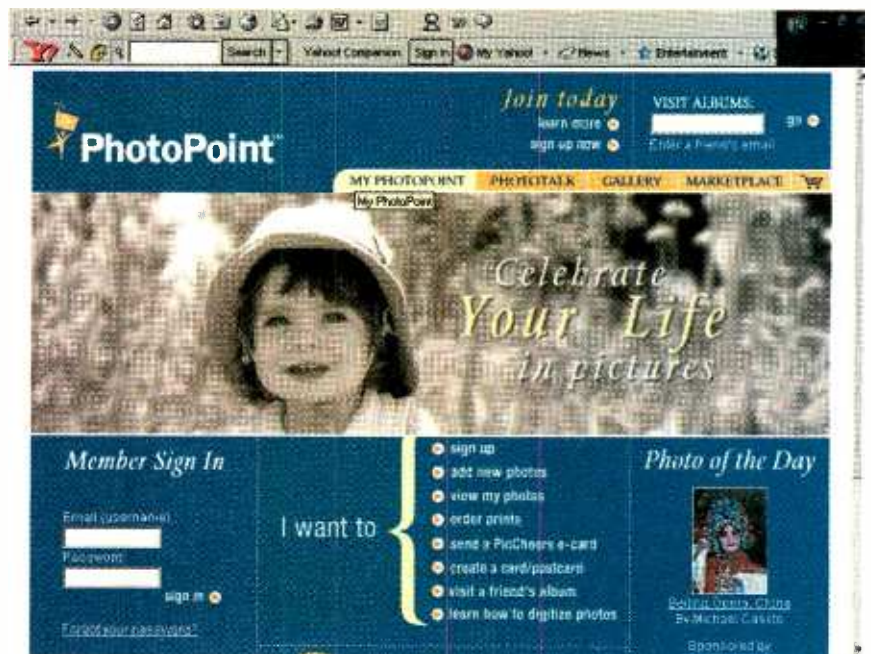 Search
Yahoo! Companion
Sign In
My Yahoo!
News
Entertainment
PhotoPoint™
Join today
learn more
sign up now
VISIT ALBUMS:
go
Enter a friend's email
MY PHOTOPOINT PHOTOTALK GALLERY MARKETPLACE
My PhotoPoint
Celebrate
Your Life
in pictures
Member Sign In
Email (username)
Password
sign in
Forgot your password?
I want to
sign up
add new photos
view my photos
order prints
send a PicCheers e-card
create a card/postcard
visit a friend's album
learn how to digitize photos
Photo of the Day
Beijing Opera, China
By Michael
Sponsored by